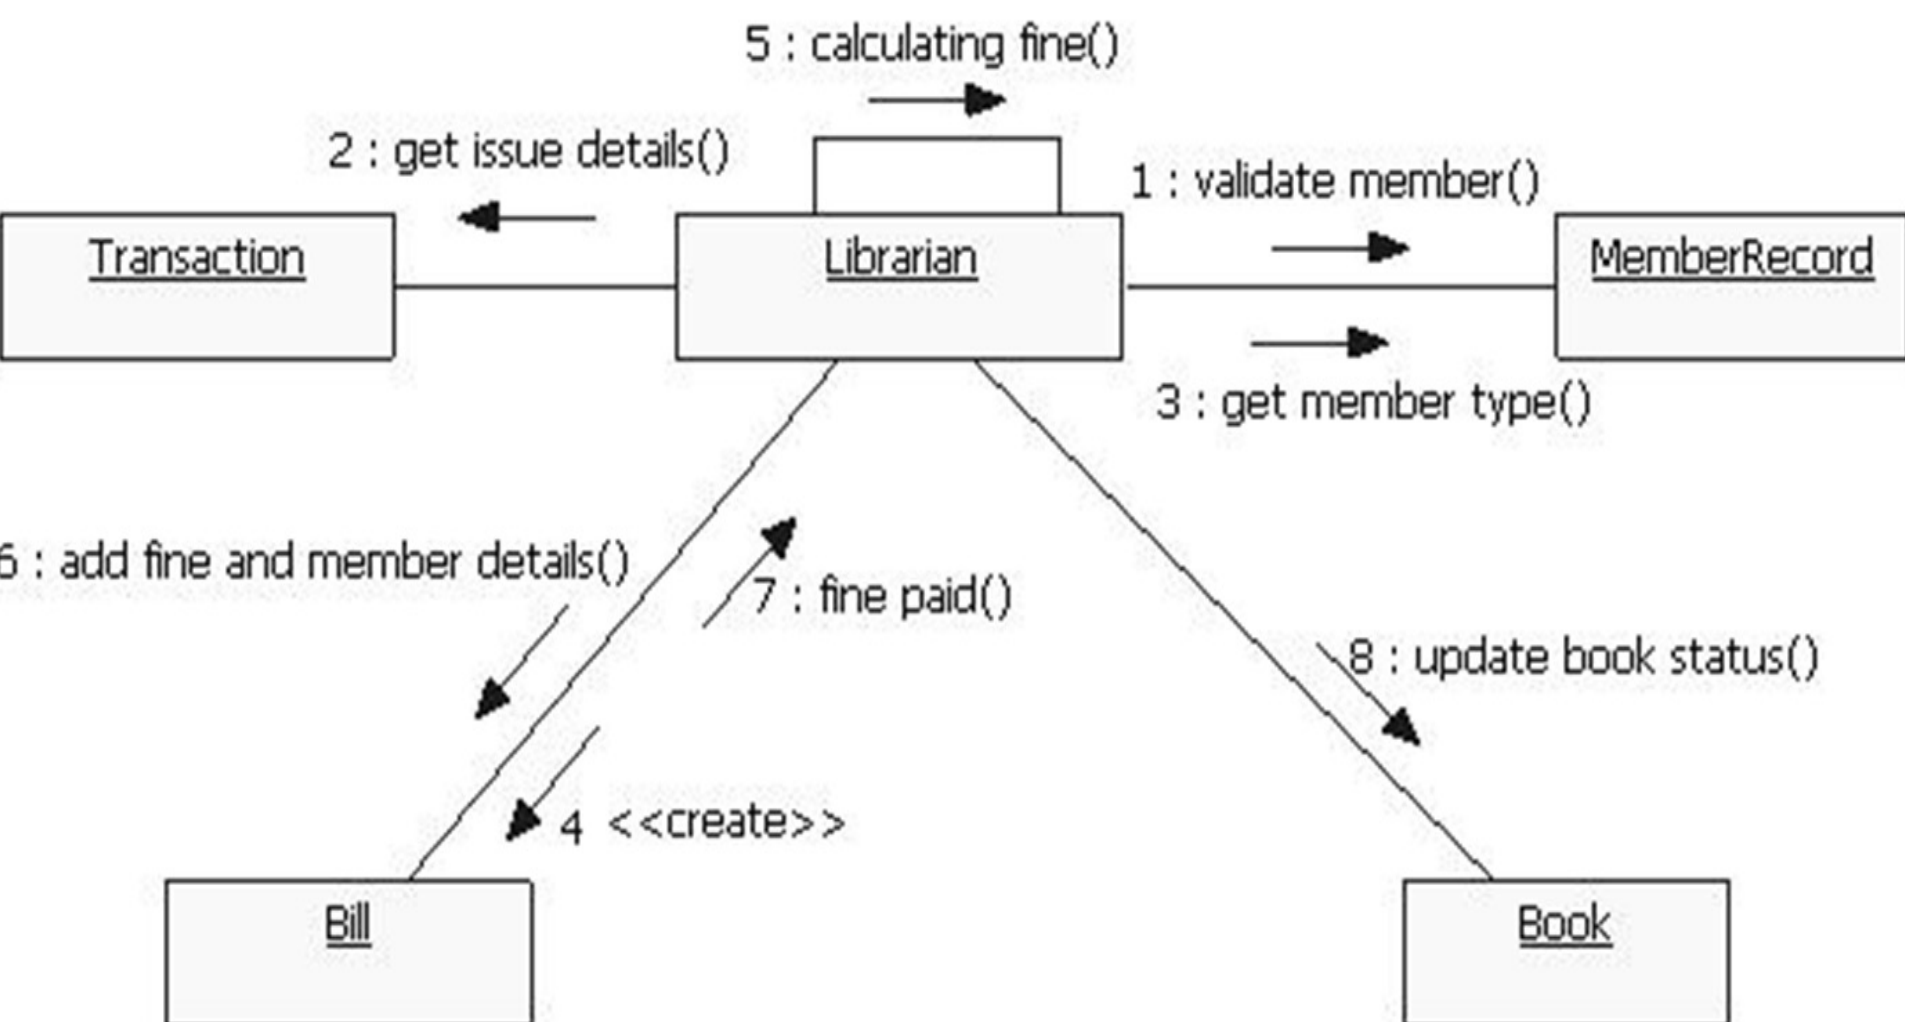 5 : calculating fine()
2 : get issue details()
1 : validate member()
Transaction
Librarian
MemberRecord
3 : get member type()
6 : add fine and member details()
7 : fine paid()
8 : update book status()
4 <<create>>
Bill
Book